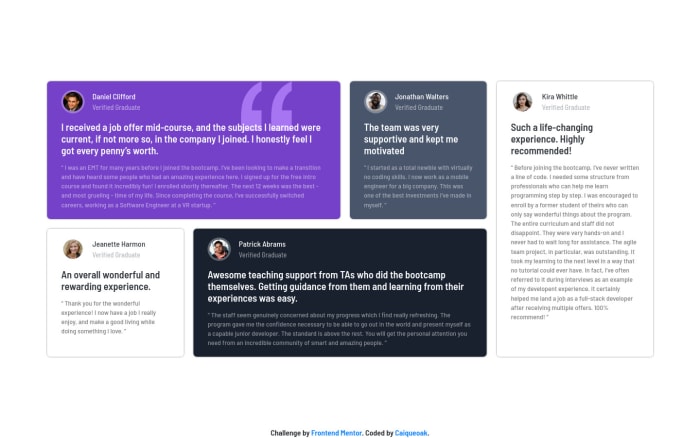 Daniel Clifford
Verified Graduate
I received a job offer mid-course, and the subjects I learned were
current, if not more so, in the company I joined. I honestly feel I
got every penny's worth.
" I was an EMT for many years before I joined the bootcamp. I've been looking to make a transition
and have heard some people who had an amazing experience here. I signed up for the free intro
course and found it incredibly fun! I enrolled shortly thereafter. The next 12 weeks was the best -
and most grueling - time of my life. Since completing the course, I've successfully switched
careers, working as a Software Engineer at a VR startup. "
Jonathan Walters
Verified Graduate
The team was very
supportive and kept me
motivated
" I started as a total newbie with virtually
no coding skills. I now work as a mobile
engineer for a big company. This was
one of the best investments I've made in
myself. "
Kira Whittle
Verified Graduate
Such a life-changing
experience. Highly
recommended!
" Before joining the bootcamp, I've never written
a line of code. I needed some structure from
professionals who can help me learn
programming step by step. I was encouraged to
enroll by a former student of theirs who can
only say wonderful things about the program.
The entire curriculum and staff did not
disappoint. They were very hands-on and I
never had to wait long for assistance. The agile
team project, in particular, was outstanding. It
took my learning to the next level in a way that
no tutorial could ever have. In fact, I've often
referred to it during interviews as an example
of my developent experience. It certainly
helped me land a job as a full-stack developer
after receiving multiple offers. 100%
recommend! "
Jeanette Harmon
Verified Graduate
An overall wonderful and
rewarding experience.
" Thank you for the wonderful
experience! I now have a job I really
enjoy, and make a good living while
doing something I love. "
Patrick Abrams
Verified Graduate
Awesome teaching support from TAs who did the bootcamp
themselves. Getting guidance from them and learning from their
experiences was easy.
" The staff seem genuinely concerned about my progress which I find really refreshing. The
program gave me the confidence necessary to be able to go out in the world and present myself as
a capable junior developer. The standard is above the rest. You will get the personal attention you
need from an incredible community of smart and amazing people. "
Challenge by Frontend Mentor. Coded by Caiqueoak.